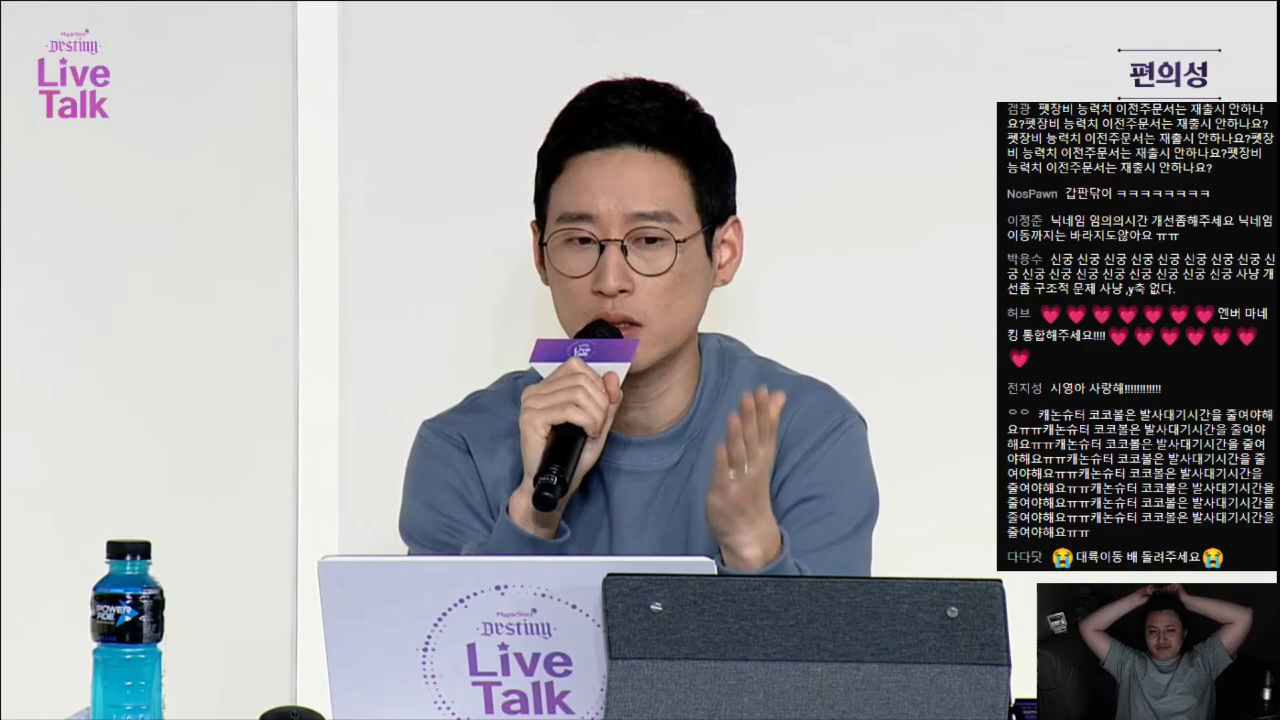 MapleStory
DESTINY
Live
Talk
편의성
겜광 펫장비 능력치 이전주문서는 재출시 안하나
요?펫장비 능력치 이전주문서는 재출시 안하나요?
펫장비 능력치 이전주문서는 재출시 안하나요?펫장
비 능력치 이전주문서는 재출시 안하나요?펫장비
능력치 이전주문서는 재출시 안하나요?
NosPawn 갑판닦이 ㅋㅋㅋㅋㅋㅋㅋㅋ
이정준 닉네임 임의의시간 개선좀해주세요 닉네임
이동까지는 바라지도않아요 ㅠㅠ
박용수 신궁 신궁 신궁 신궁 신궁 신궁 신궁 신궁 신
궁 신궁 신궁 신궁 신궁 신궁 신궁 신궁 신궁 사냥 개
선좀 구조적 문제 사냥 ,y축 없다.
허브 💗💗💗💗💗💗💗엔버 마네
킹 통합해주세요!!!!💗💗💗💗💗💗
💗
전지성 시영아 사랑해!!!!!!!!!!!!
ㅇㅇ 캐논슈터 코코볼은 발사대기시간을 줄여야해
요ㅠㅠ캐논슈터 코코볼은 발사대기시간을 줄여야
해요ㅠㅠ캐논슈터 코코볼은 발사대기시간을 줄여
야해요ㅠㅠ캐논슈터 코코볼은 발사대기시간을 줄
여야해요ㅠㅠ캐논슈터 코코볼은 발사대기시간을
줄여야해요ㅠㅠ캐논슈터 코코볼은 발사대기시간을
줄여야해요ㅠㅠ캐논슈터 코코볼은 발사대기시간을
줄여야해요ㅠㅠ캐논슈터 코코볼은 발사대기시간을
줄여야해요ㅠㅠ
다다닷 😭대륙이동 배 돌려주세요😭
Live
Talk
POWER
ADE
MapleStory
DESTINY
Live
Talk